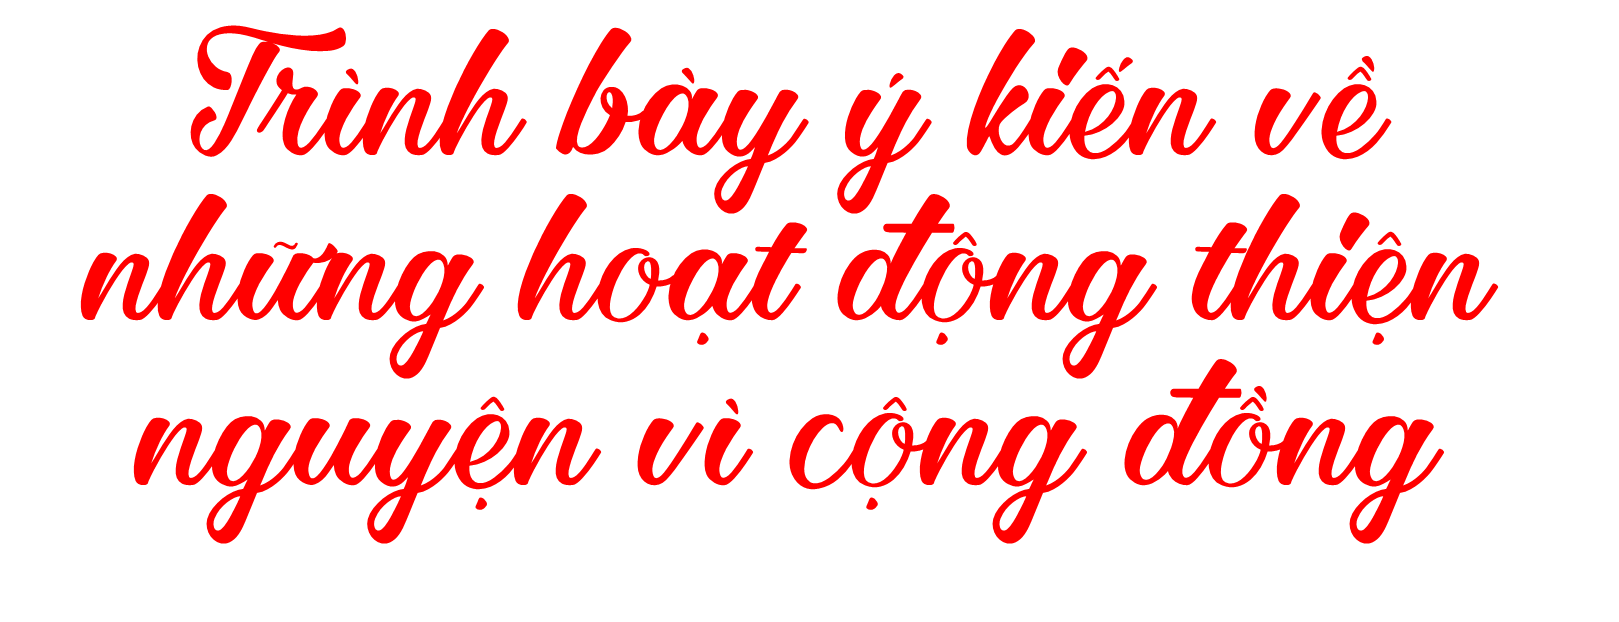 Trình bày ý kiến về
những hoạt động thiện
nguyện vì cộng đồng